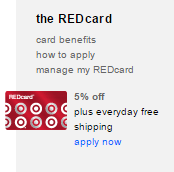 the REDcard
card benefits
how to apply
manage my REDcard
REDcard
5% off
plus everyday free
shipping
apply now